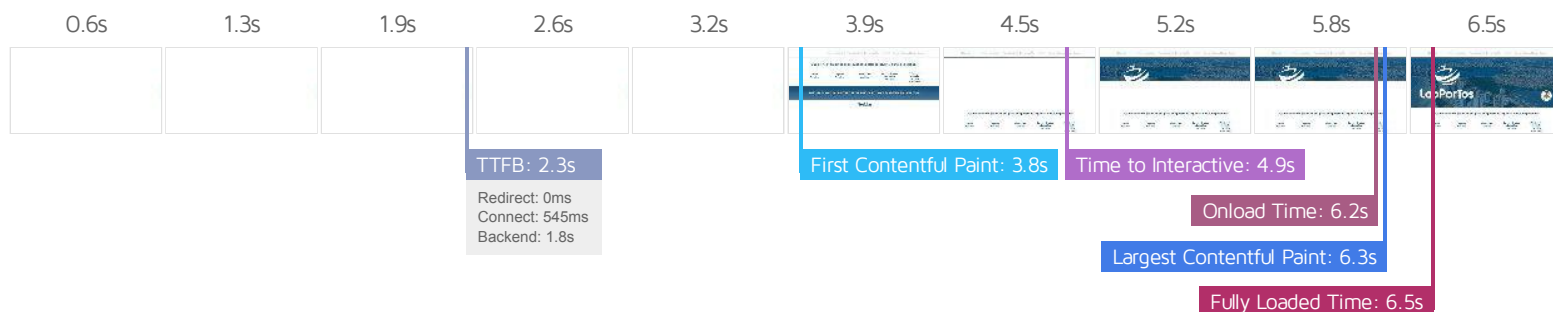 0.6s 1.3s 1.9s 2.6s 3.2s 3.9s 4.5s 5.2s 5.8s 6.5s
LabPortos
TTFB: 2.3s
Redirect: 0ms
Connect: 545ms
Backend: 1.8s
First Contentful Paint: 3.8s
Time to Interactive: 4.9s
Onload Time: 6.2s
Largest Contentful Paint: 6.3s
Fully Loaded Time: 6.5s